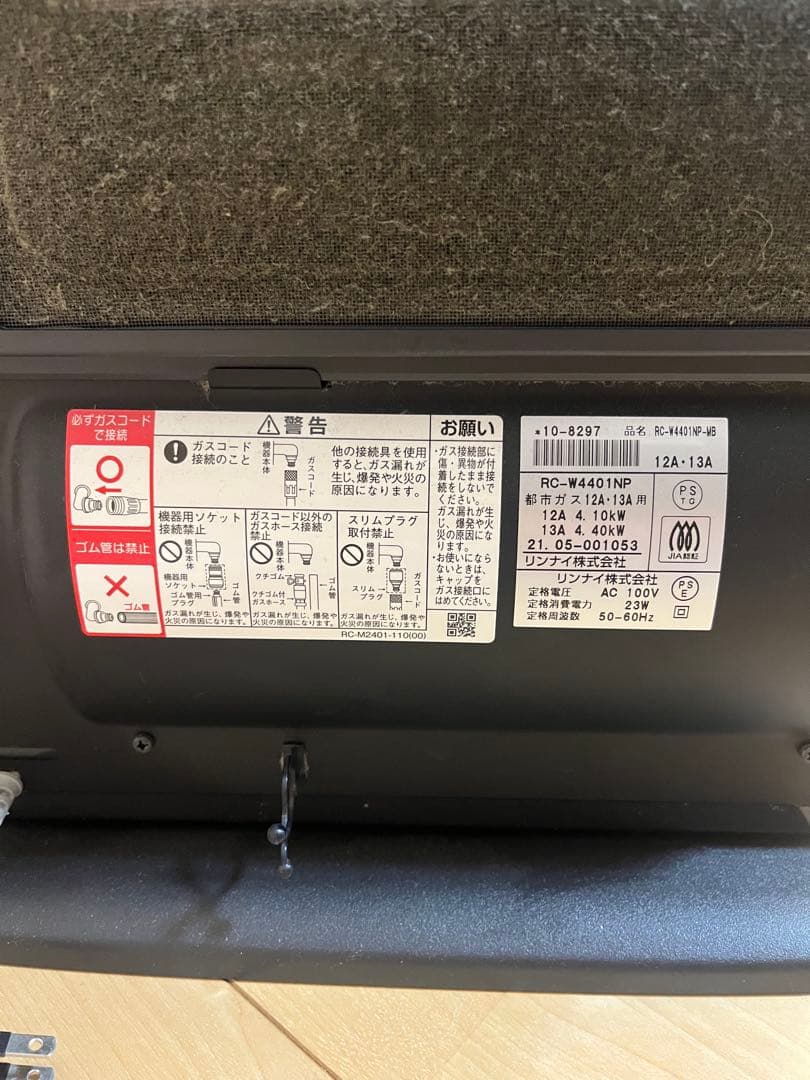 必ずガスコード
で接続
ゴム管は禁止
ゴム管
警告
ガスコード
接続のこと
機器本体
ガスコード
他の接続具を使用
すると、ガス漏れが
生じ、爆発や火災の
原因になります。
機器用ソケット
接続禁止
機器本体
機器用
ソケット
ゴム管用
プラグ
ゴム管
ガス漏れが生じ、爆発や
火災の原因になります。
ガスコード以外の
ガスホース接続
禁止
機器本体
クチゴム
クチゴム付
ガスホース
ゴム管
ガス漏れが生じ、爆発や
火災の原因になります。
スリムプラグ
取付禁止
機器本体
スリム
プラグ
ガスコード
ガス漏れが生じ、爆発や
火災の原因になります。
RC-M2401-110(00)
お願い
・ガス接続部に
傷・異物が付
着したまま接
続をしないで
ください。
ガス漏れが生
じ、爆発や火
災の原因にな
ります。
・お使いになら
ないときは、
キャップを
ガス接続口に
はめてください。
*10-8297 品名 RC-W4401NP-MB
12A・13A
RC-W4401NP
都市ガス12A・13A用
12A 4.10kW
13A 4.40kW
21.05-001053
リンナイ株式会社
PS
TG
JIA認証
リンナイ株式会社
定格電圧 AC 100V
定格消費電力 23W
定格周波数 50-60Hz
PS
E